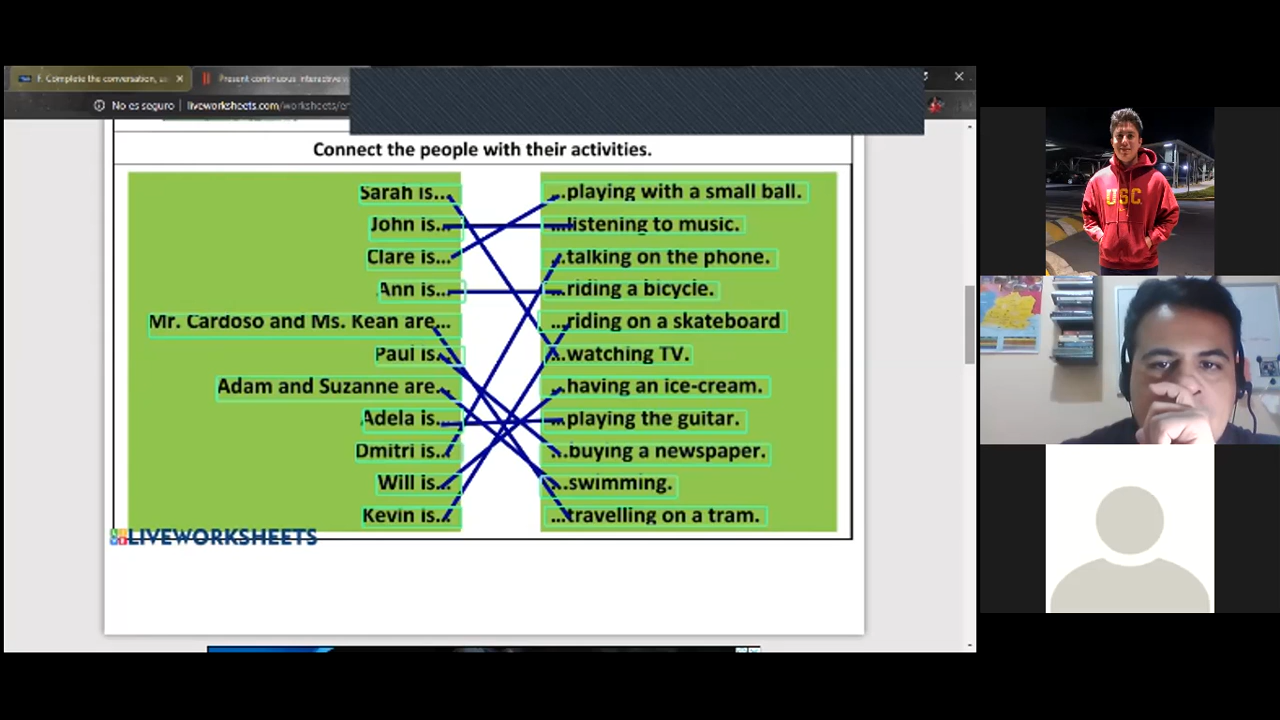 F. Complete the conversation, us
Present continuous interactive w
No es seguro
liveworksheets.com/worksheets/en
Connect the people with their activities.
Sarah is... ...playing with a small ball.
John is... ...listening to music.
Clare is... ...talking on the phone.
Ann is... ...riding a bicycle.
Mr. Cardoso and Ms. Kean are... ...riding on a skateboard
Paul is... ...watching TV.
Adam and Suzanne are... ...having an ice-cream.
Adela is... ...playing the guitar.
Dmitri is... ...buying a newspaper.
Will is... ...swimming.
Kevin is... ...travelling on a tram.
LIVEWORKSHEETS
USC